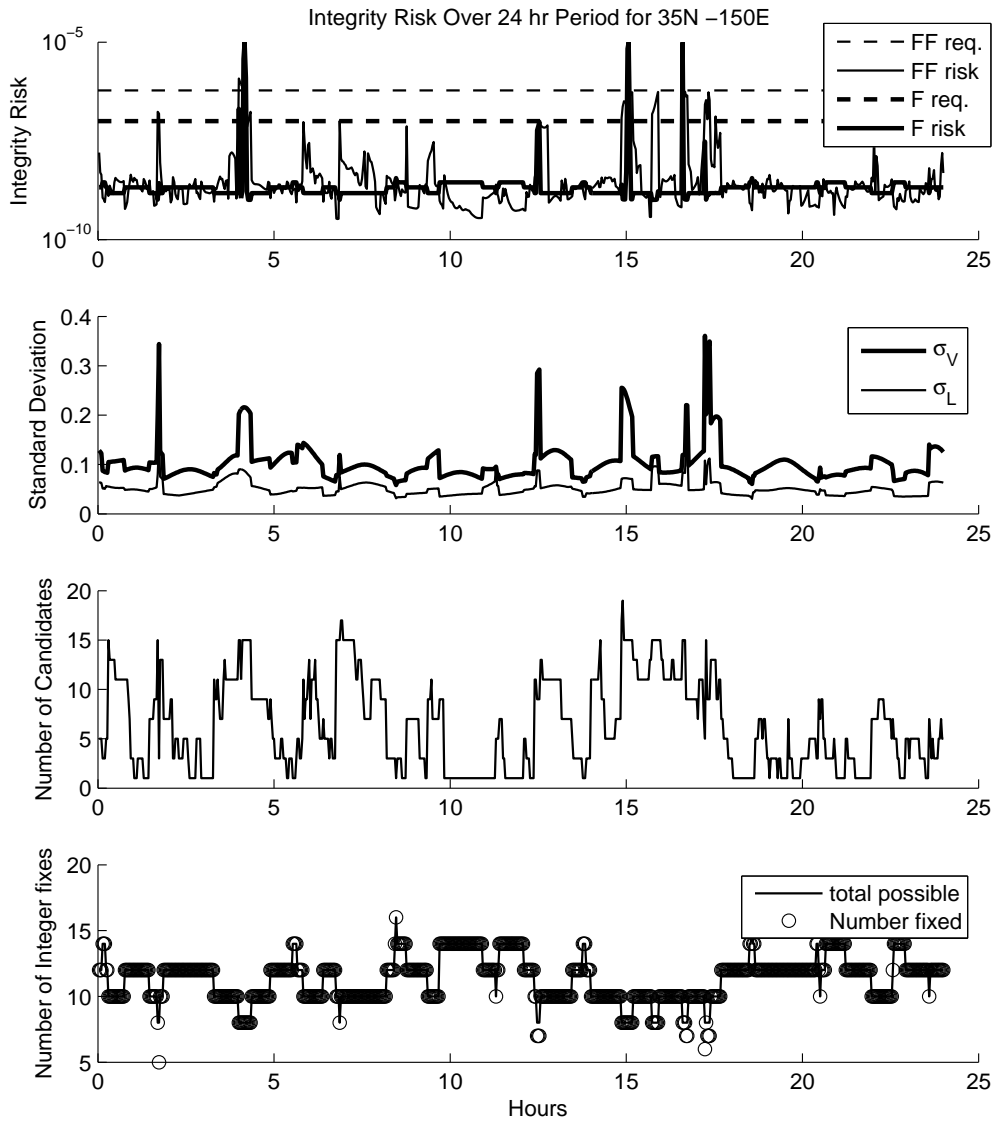 Integrity Risk Over 24 hr Period for 35N −150E
Integrity Risk
10−5
10−10
FF req.
FF risk
F req.
F risk
0 5 10 15 20 25
Standard Deviation
0.4
0.3
0.2
0.1
0
σV
σL
0 5 10 15 20 25
Number of Candidates
20
15
10
5
0
0 5 10 15 20 25
Number of Integer fixes
20
15
10
5
total possible
Number fixed
0 5 10 15 20 25
Hours